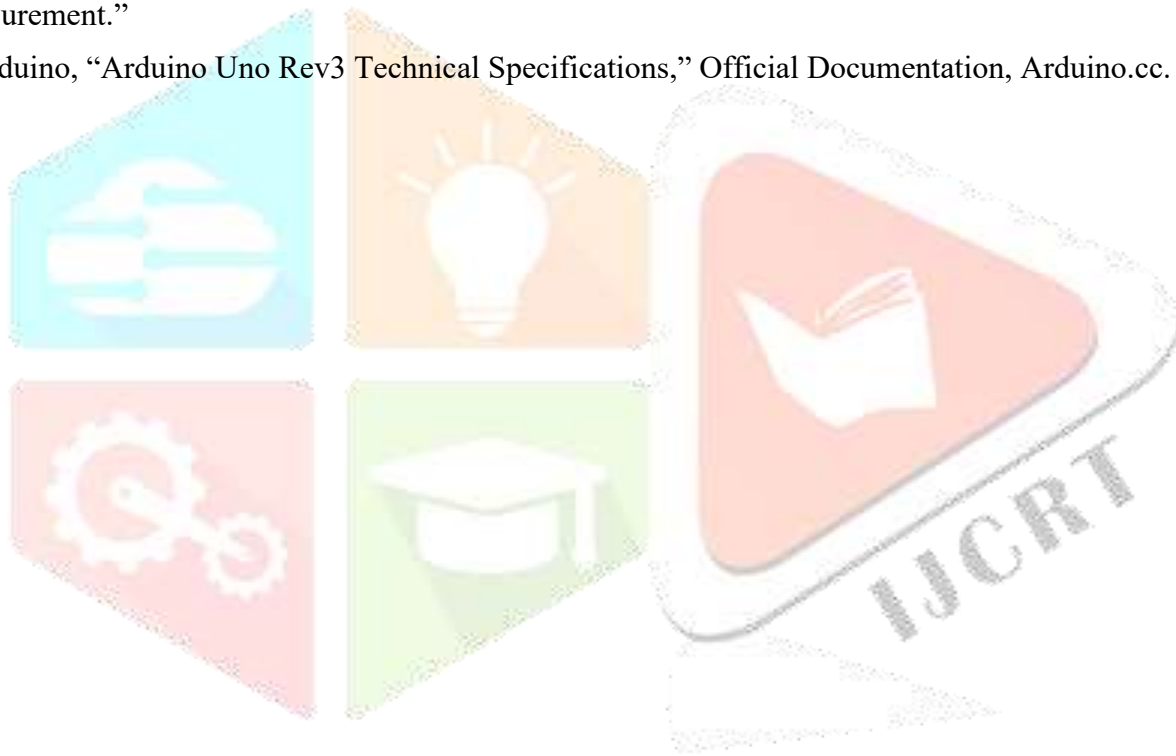 urement.”
duino, “Arduino Uno Rev3 Technical Specifications,” Official Documentation, Arduino.cc.
IJCRT